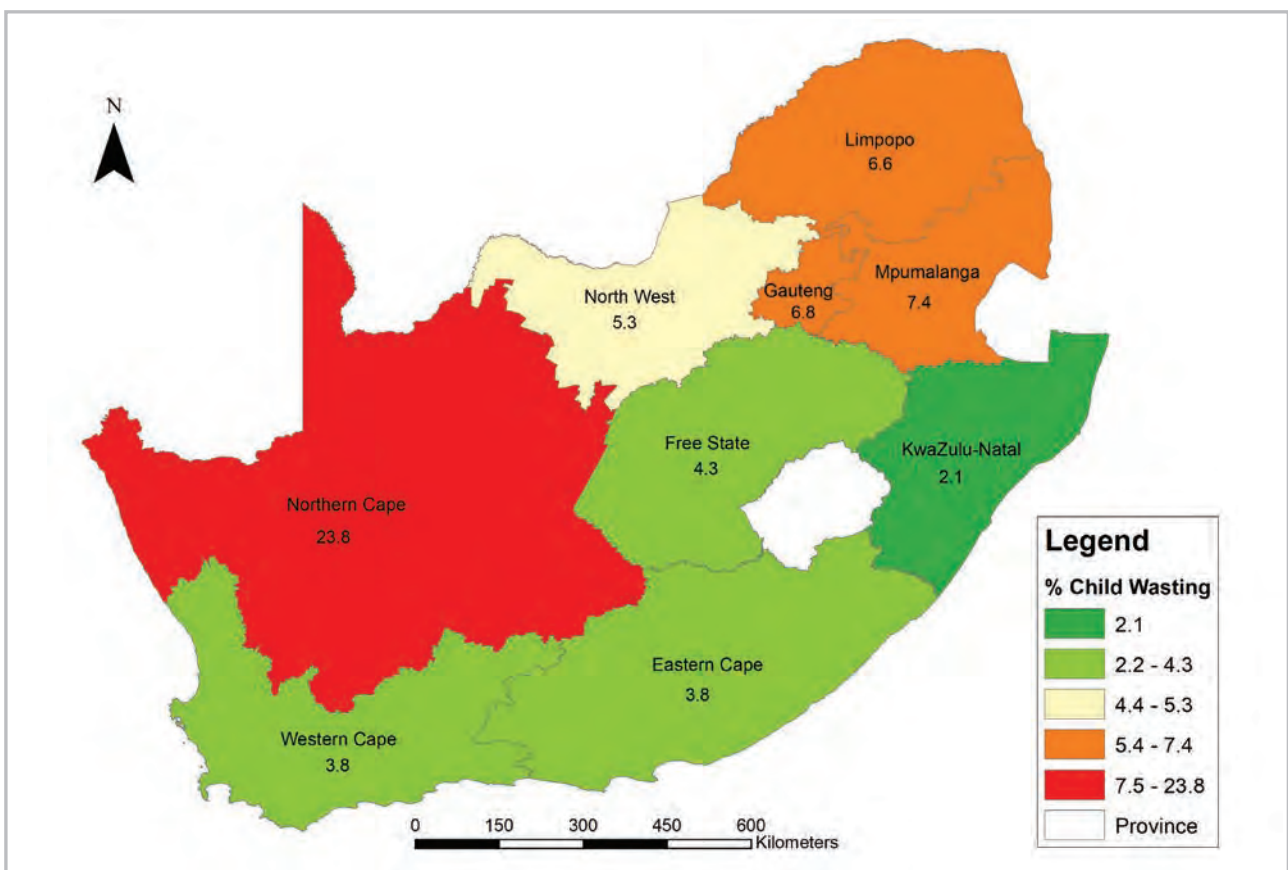 N
Limpopo
6.6
Mpumalanga
7.4
Gauteng
6.8
North West
5.3
Free State
4.3
KwaZulu-Natal
2.1
Northern Cape
23.8
Eastern Cape
3.8
Western Cape
3.8
Legend
% Child Wasting
2.1
2.2 - 4.3
4.4 - 5.3
5.4 - 7.4
7.5 - 23.8
Province
0 150 300 450 600
Kilometers